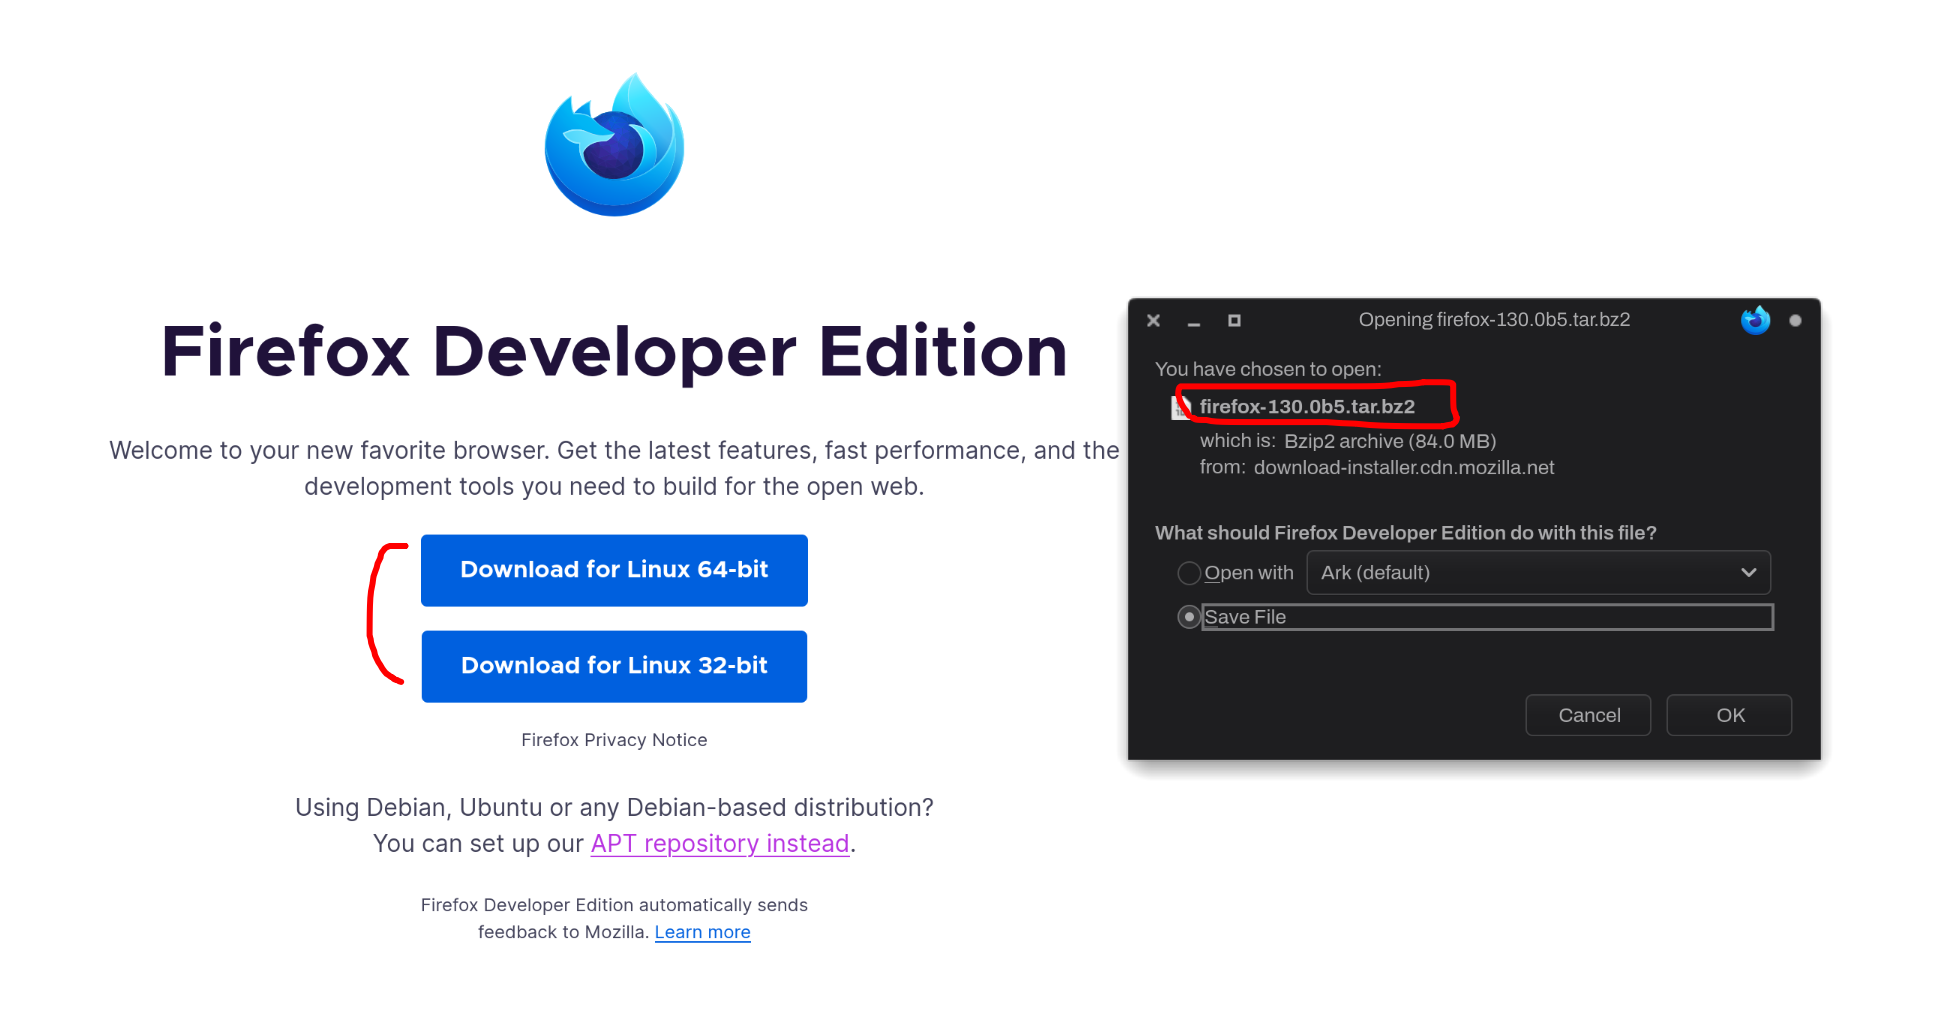 Firefox Developer Edition
Welcome to your new favorite browser. Get the latest features, fast performance, and the
development tools you need to build for the open web.
Download for Linux 64-bit
Download for Linux 32-bit
Firefox Privacy Notice
Using Debian, Ubuntu or any Debian-based distribution?
You can set up our APT repository instead.
Firefox Developer Edition automatically sends
feedback to Mozilla. Learn more
Opening firefox-130.0b5.tar.bz2
You have chosen to open:
firefox-130.0b5.tar.bz2
which is: Bzip2 archive (84.0 MB)
from: download-installer.cdn.mozilla.net
What should Firefox Developer Edition do with this file?
Open with Ark (default)
Save File
Cancel OK